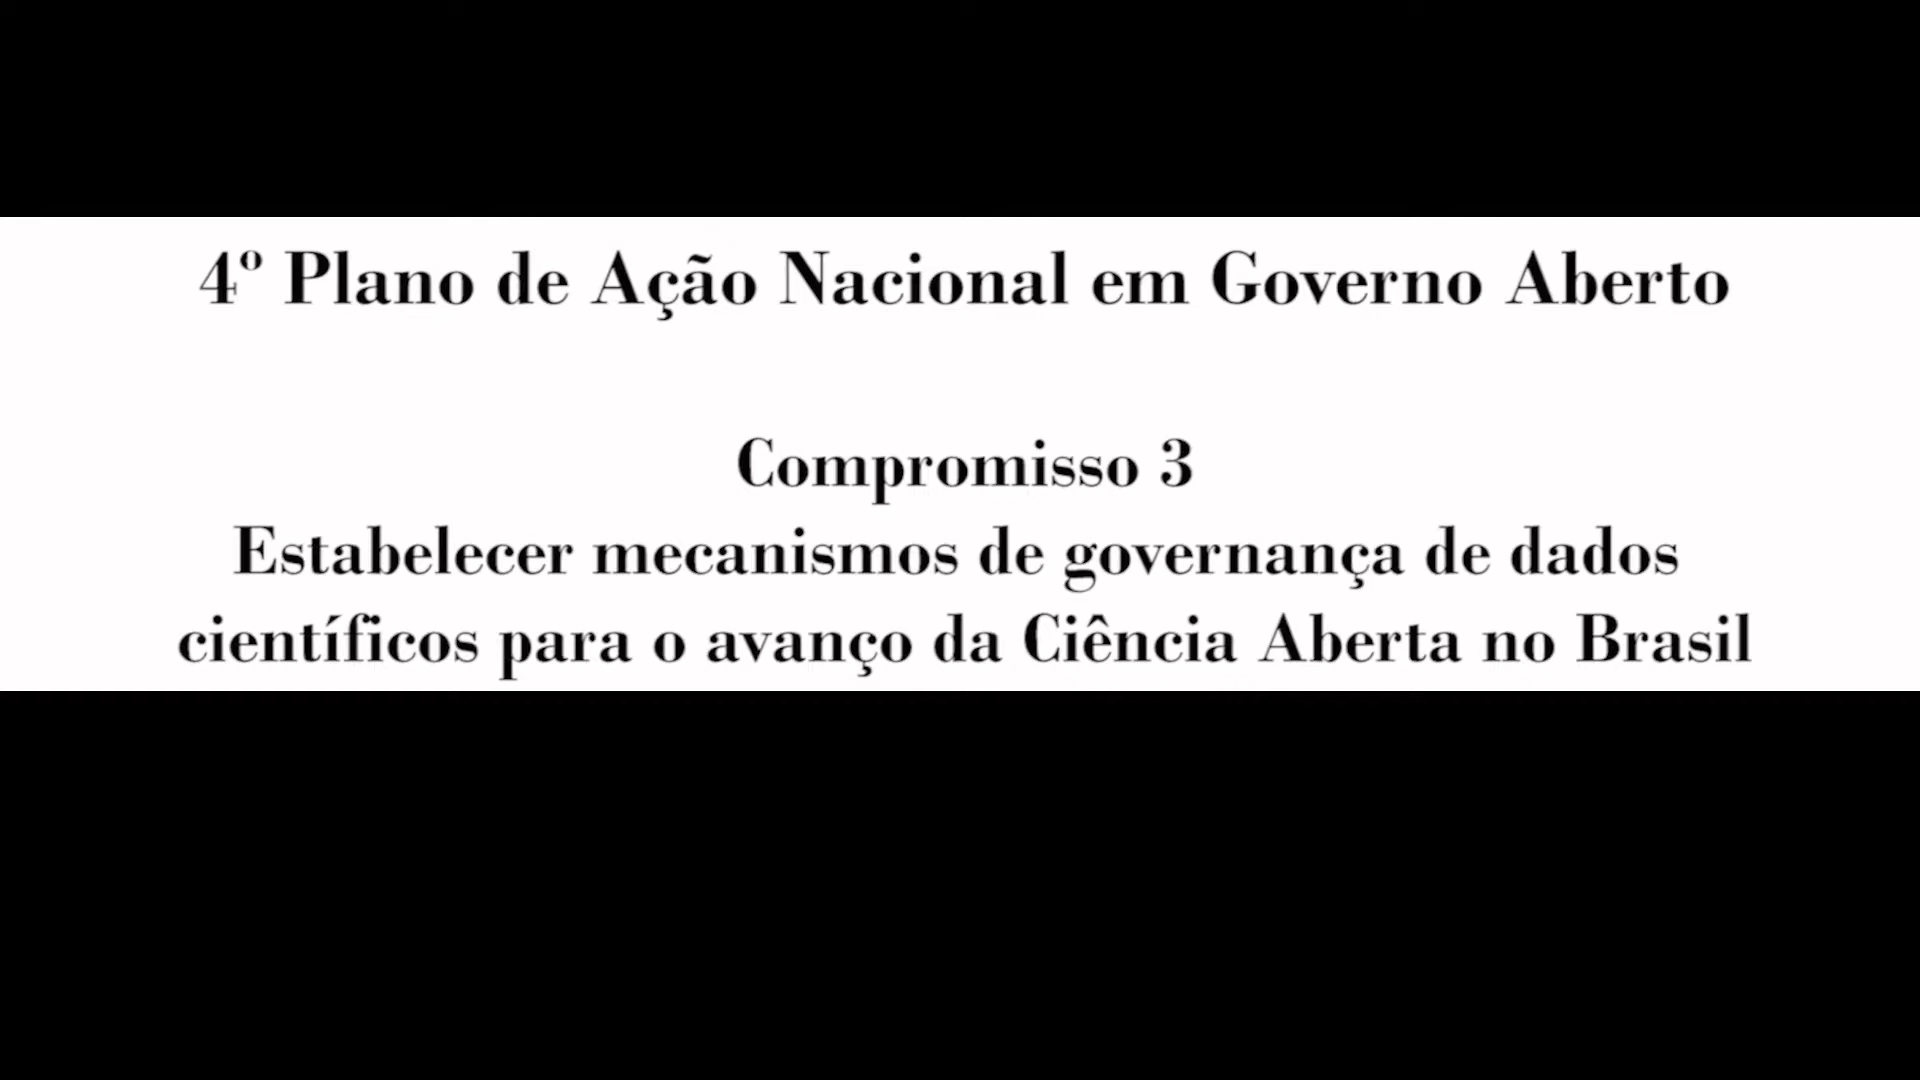 4º Plano de Ação Nacional em Governo Aberto
Compromisso 3
Estabelecer mecanismos de governança de dados
científicos para o avanço da Ciência Aberta no Brasil